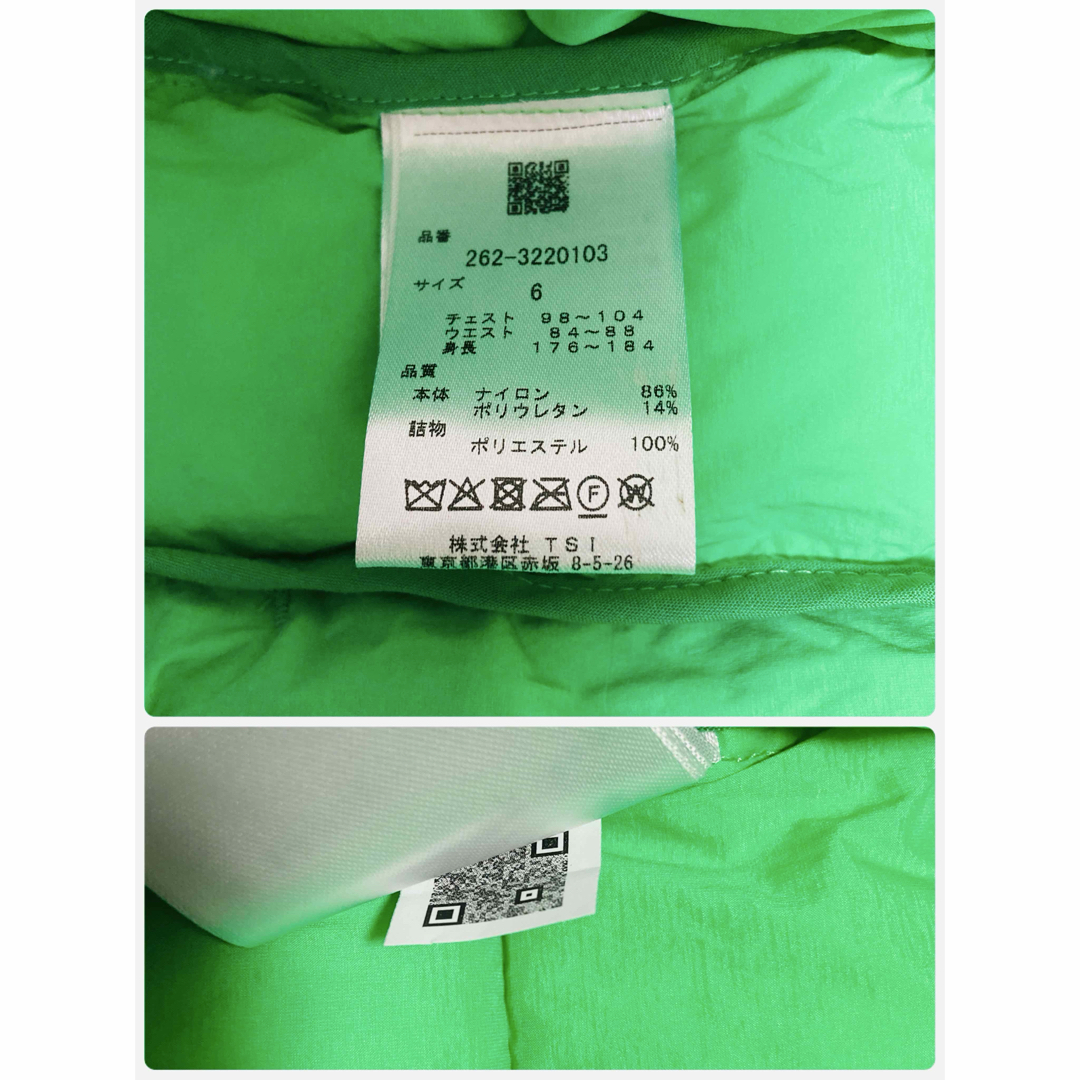 品番
262-3220103
サイズ
6
チェスト 98～104
ウエスト 84～88
身長 176～184
品質
本体 ナイロン 86%
ポリウレタン 14%
詰物
ポリエステル 100%
F
W
株式会社 TSI
東京都港区赤坂 8-5-26